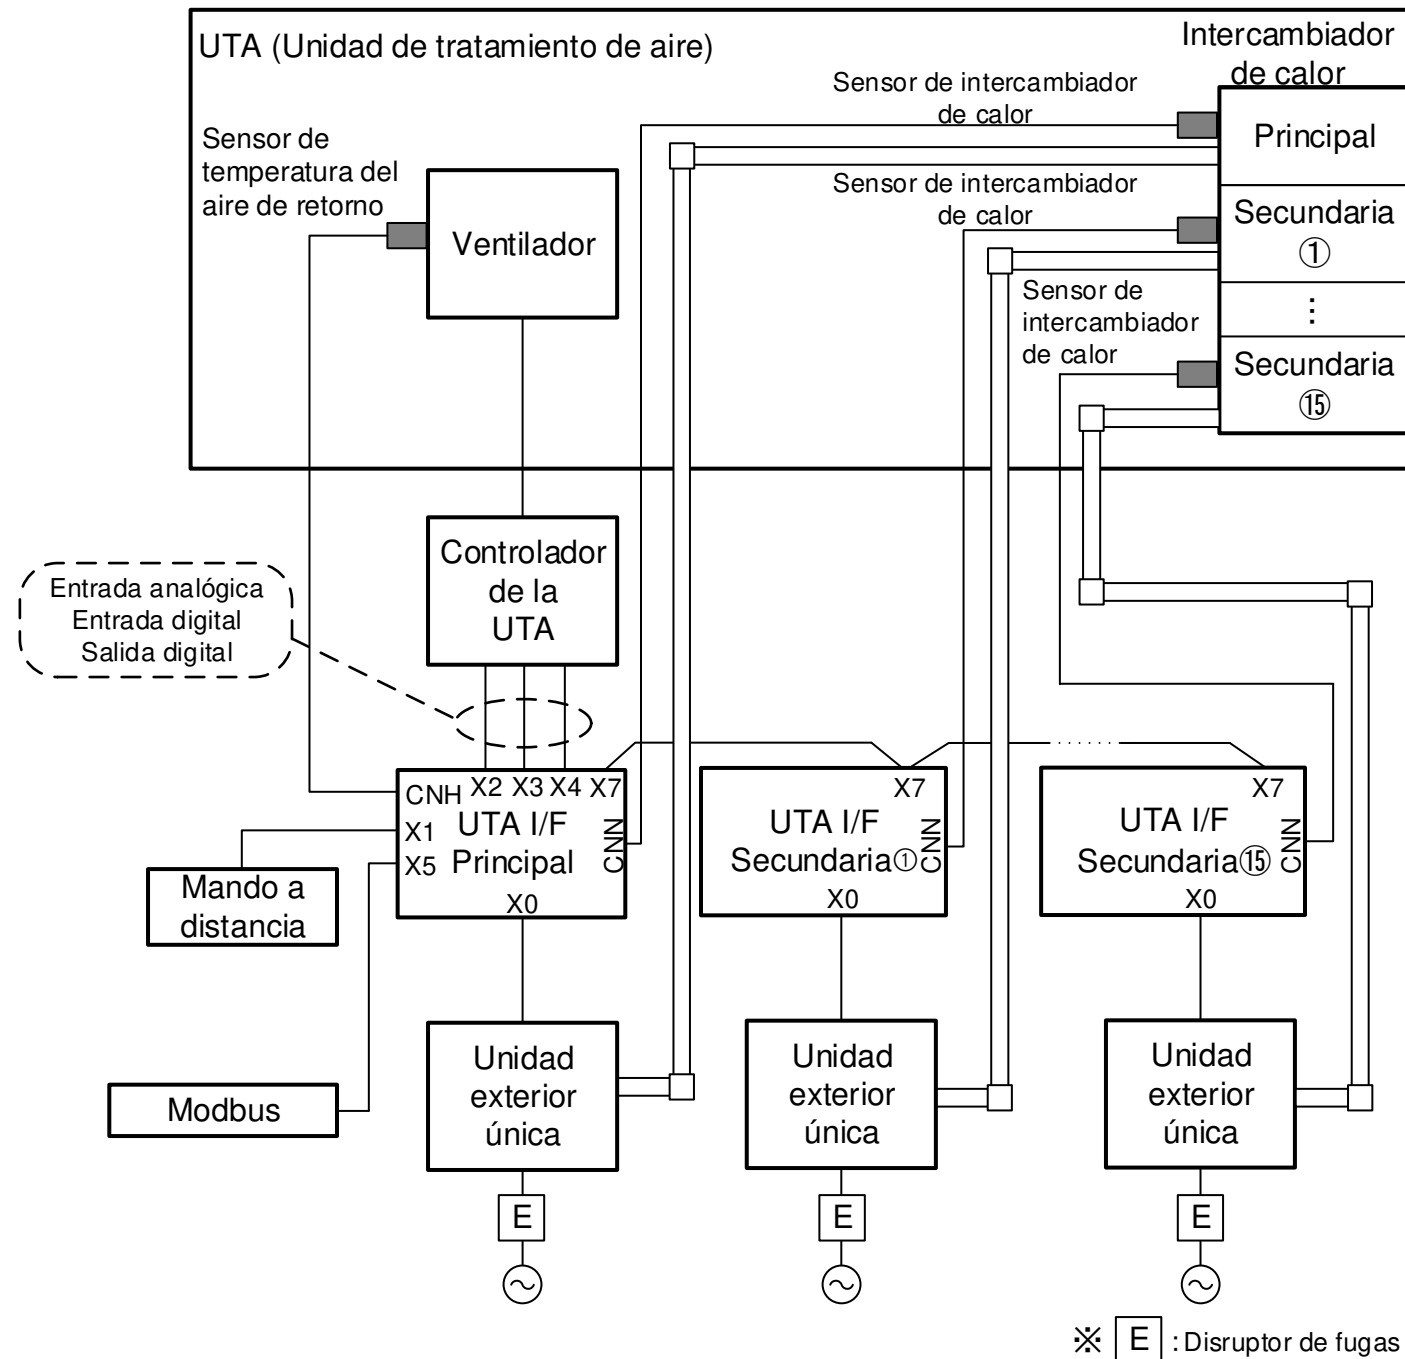 UTA (Unidad de tratamiento de aire)
Intercambiador
de calor
Sensor de intercambiador
de calor
Principal
Sensor de
temperatura del
aire de retorno
Ventilador
Sensor de intercambiador
de calor
Secundaria
①
Sensor de
intercambiador
de calor
⋮
Secundaria
⑮
Controlador
de la
UTA
Entrada analógica
Entrada digital
Salida digital
CNH X2 X3 X4 X7
X1 UTA I/F
X5 Principal
CNN
X0
X7
UTA I/F
Secundaria①
CNN
X0
X7
UTA I/F
Secundaria⑮
CNN
X0
Mando a
distancia
Modbus
Unidad
exterior
única
Unidad
exterior
única
Unidad
exterior
única
E
E
E
※ E : Disruptor de fugas